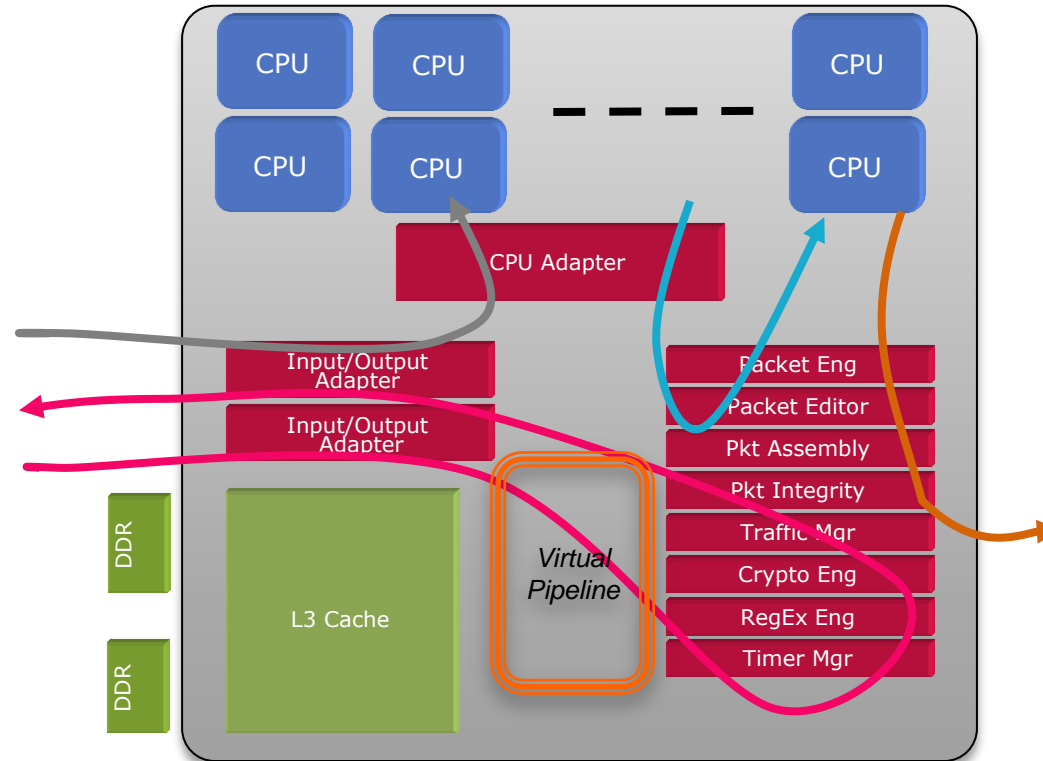 CPU
CPU
CPU
CPU
CPU
CPU
CPU Adapter
Input/Output
Adapter
Input/Output
Adapter
Packet Eng
Packet Editor
Pkt Assembly
Pkt Integrity
Traffic Mgr
Crypto Eng
RegEx Eng
Timer Mgr
Virtual
Pipeline
DDR
DDR
L3 Cache